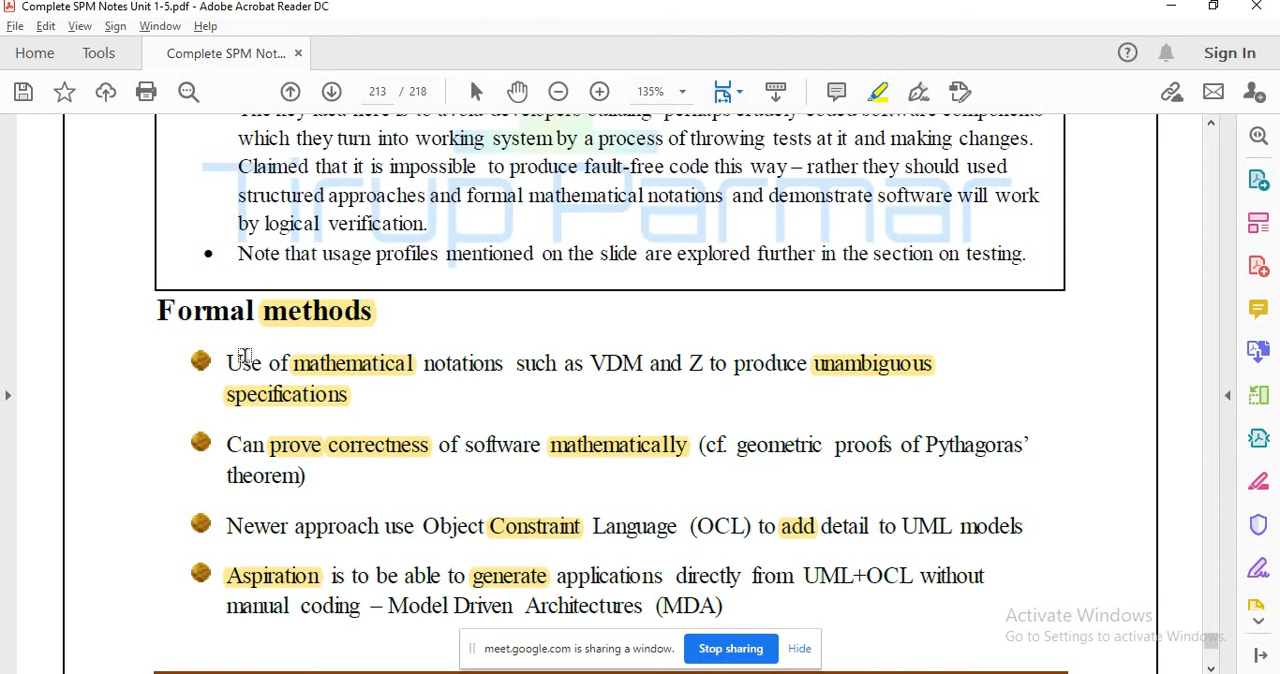 Complete SPM Notes Unit 1-5.pdf - Adobe Acrobat Reader DC
File Edit View Sign Window Help
Home Tools Complete SPM Not... × Sign In
213 / 218 135%
which they turn into working system by a process of throwing tests at it and making changes.
Claimed that it is impossible to produce fault-free code this way – rather they should used
structured approaches and formal mathematical notations and demonstrate software will work
by logical verification.
Tirup Parmar
• Note that usage profiles mentioned on the slide are explored further in the section on testing.
Formal methods
Use of mathematical notations such as VDM and Z to produce unambiguous
specifications
Can prove correctness of software mathematically (cf. geometric proofs of Pythagoras’
theorem)
Newer approach use Object Constraint Language (OCL) to add detail to UML models
Aspiration is to be able to generate applications directly from UML+OCL without
manual coding – Model Driven Architectures (MDA)
Activate Windows
Go to Settings to activate Windows.
meet.google.com is sharing a window. Stop sharing Hide